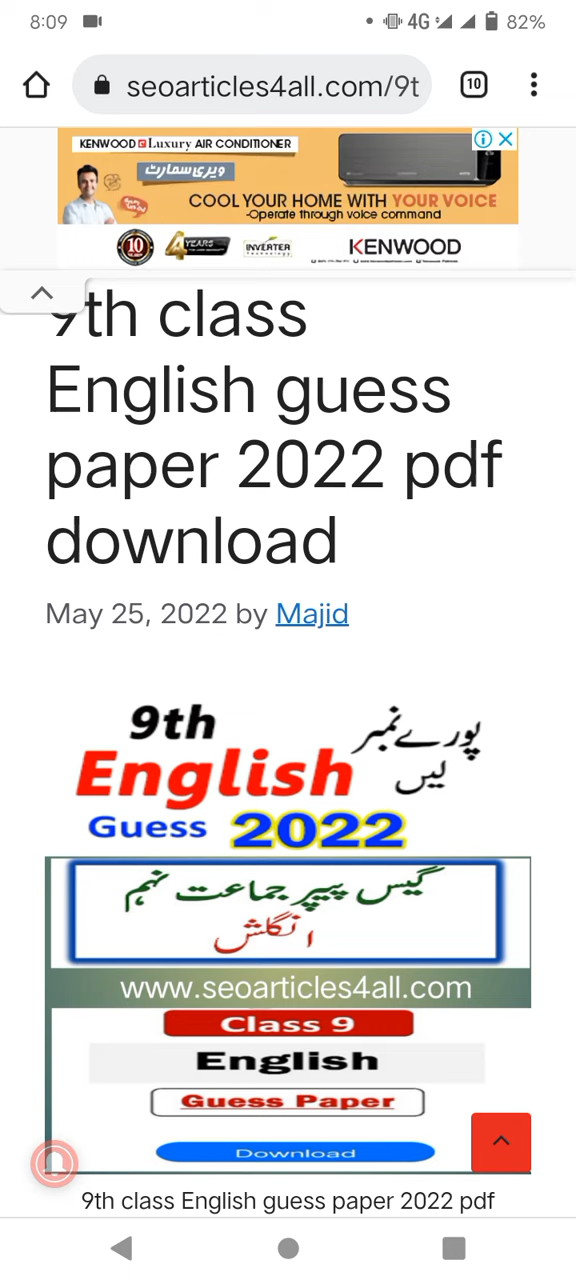 8:09 4G 82%
seoarticles4all.com/9t 10
KENWOOD Luxury AIR CONDITIONER
ویری سمارٹ
COOL YOUR HOME WITH YOUR VOICE
-Operate through voice command
10 YEARS 4 YEARS INVERTER Technology KENWOOD
9th class
English guess
paper 2022 pdf
download
May 25, 2022 by Majid
9th
پورے نمبر
English
لیں
Guess 2022
گیس پیپر جماعت نہم
انگلش
www.seoarticles4all.com
Class 9
English
Guess Paper
Download
9th class English guess paper 2022 pdf